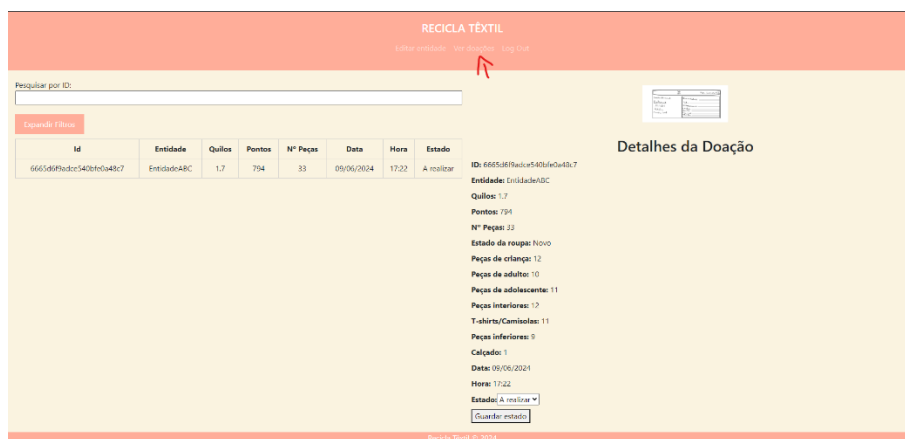 RECICLA TÊXTIL
Editar entidade Ver doações Log Out
Pesquisar por ID:
Expandir Filtros
Id Entidade Quilos Pontos Nº Peças Data Hora Estado
6665d6f9adce540bfe0a48c7 EntidadeABC 1.7 794 33 09/06/2024 17:22 A realizar
Detalhes da Doação
ID: 6665d6f9adce540bfe0a48c7
Entidade: EntidadeABC
Quilos: 1.7
Pontos: 794
Nº Peças: 33
Estado da roupa: Novo
Peças de criança: 12
Peças de adulto: 10
Peças de adolescente: 11
Peças interiores: 12
T-shirts/Camisolas: 11
Peças inferiores: 9
Calçado: 1
Data: 09/06/2024
Hora: 17:22
Estado: A realizar
Guardar estado
Recicla Têxtil © 2024